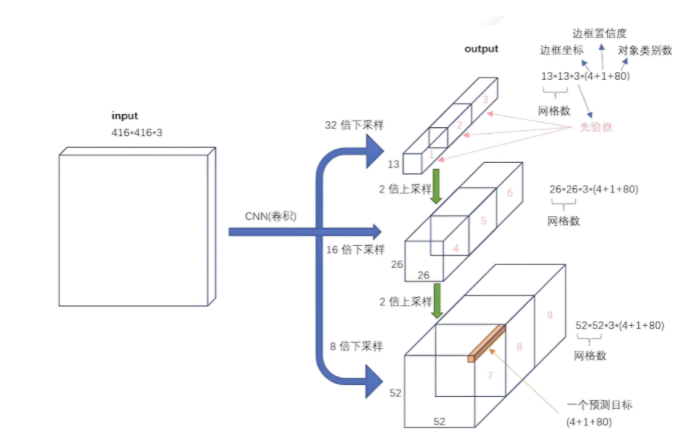 边框置信度
output
边框坐标
对象类别数
13*13*3*(4+1+80)
网格数
先验框
input
416*416*3
32 倍下采样
3
2
1
13
2 倍上采样
26*26*3*(4+1+80)
网格数
6
5
4
CNN(卷积)
16 倍下采样
26
26
2 倍上采样
8 倍下采样
9
8
7
52*52*3*(4+1+80)
网格数
52
52
一个预测目标
(4+1+80)